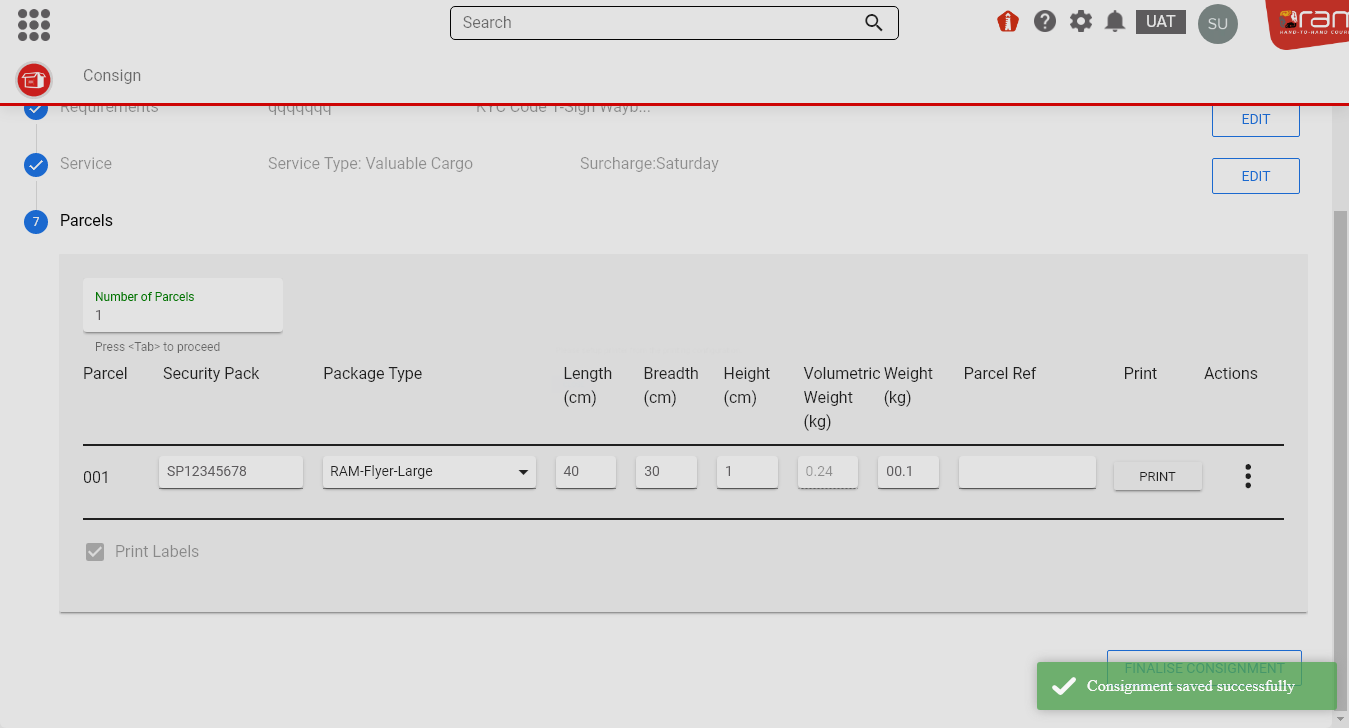 Search
UAT
SU
ram
HAND-TO-HAND COUR
Consign
Requirements qqqqqqq KYC Code 1-Sign Wayb...
EDIT
Service Service Type: Valuable Cargo Surcharge:Saturday
EDIT
7 Parcels
Number of Parcels
1
Press <Tab> to proceed
Parcel Security Pack Package Type Length (cm) Breadth (cm) Height (cm) Volumetric Weight (kg) Weight (kg) Parcel Ref Print Actions
001 SP12345678 RAM-Flyer-Large 40 30 1 0.24 00.1 PRINT
Print Labels
FINALISE CONSIGNMENT
Consignment saved successfully